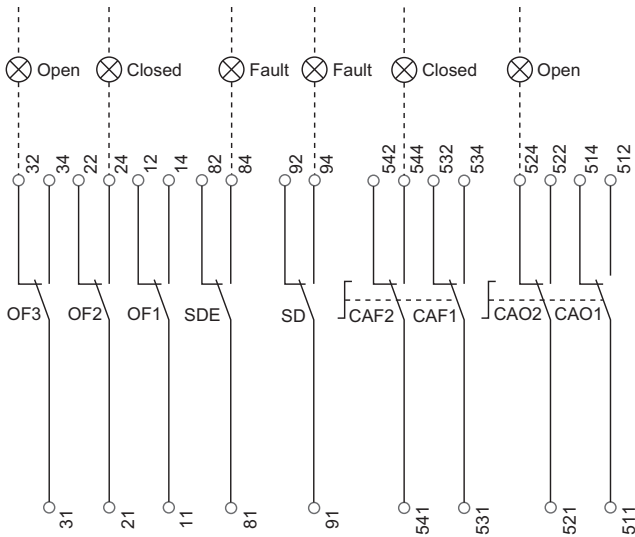 Open Closed Fault Fault Closed Open
32 34 22 24 12 14 82 84 92 94 542 544 532 534 524 522 514 512
OF3 OF2 OF1 SDE SD CAF2 CAF1 CAO2 CAO1
31 21 11 81 91 541 531 521 511